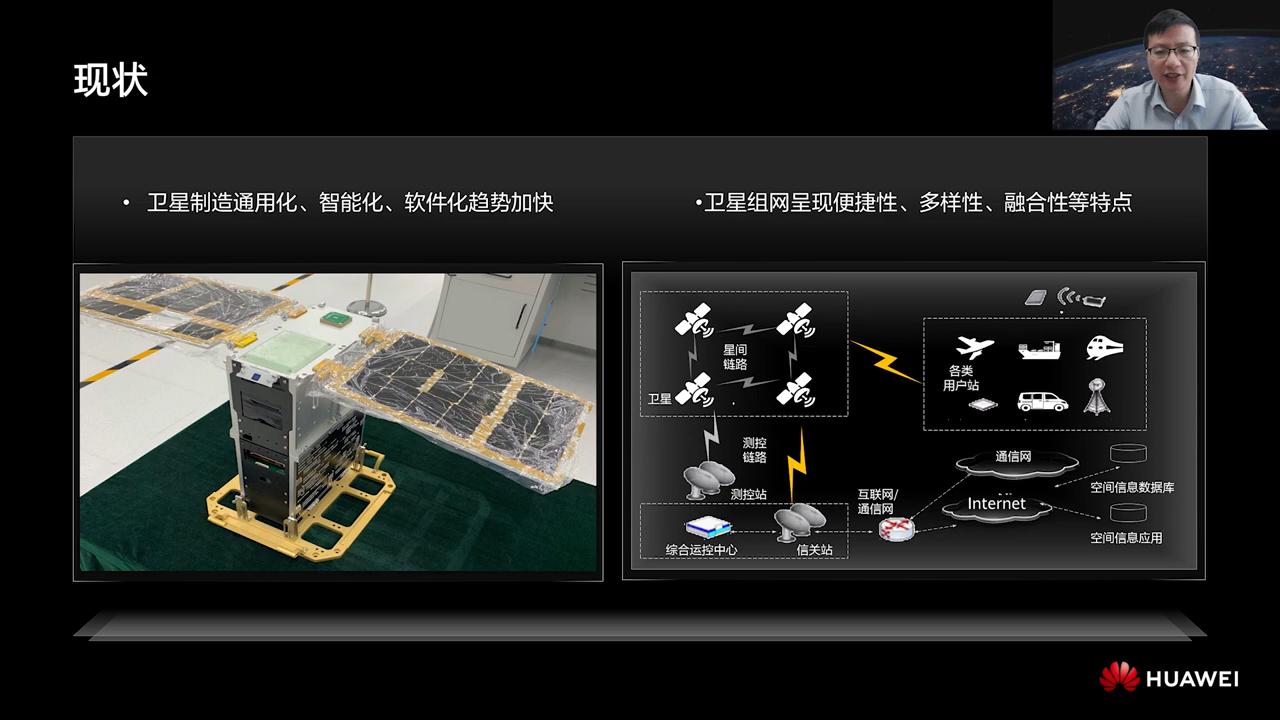 现状
• 卫星制造通用化、智能化、软件化趋势加快
•卫星组网呈现便捷性、多样性、融合性等特点
星间
链路
卫星
各类
用户站
测控
链路
测控站
综合运控中心
信关站
互联网/
通信网
通信网
Internet
空间信息数据库
空间信息应用
HUAWEI